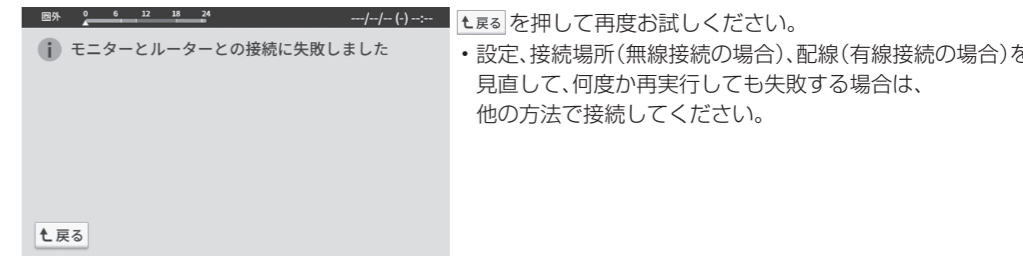 圏外 0 6 12 18 24 --/--/-- (-) --:--
モニターとルーターとの接続に失敗しました
戻る
戻る を押して再度お試しください。
・設定、接続場所(無線接続の場合)、配線(有線接続の場合)を
見直して、何度か再実行しても失敗する場合は、
他の方法で接続してください。